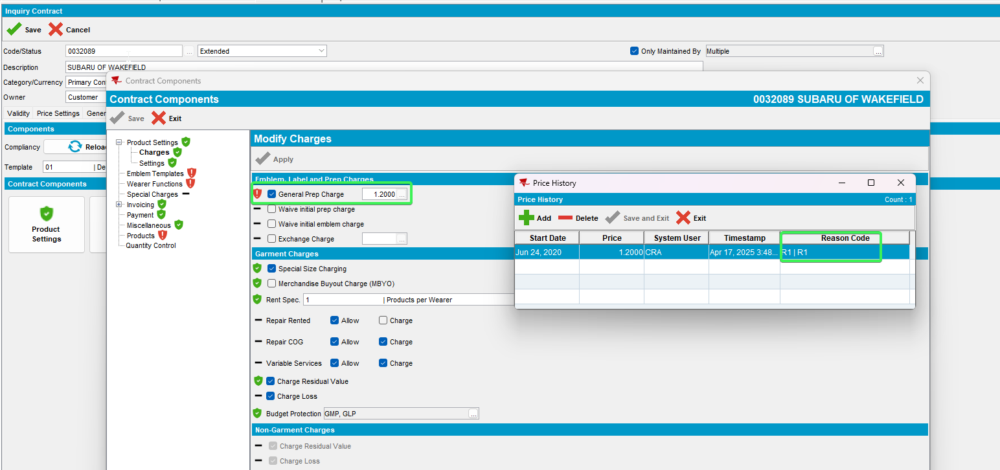 Inquiry Contract
Save Cancel
Code/Status 0032089 ... Extended Only Maintained By Multiple ...
Description SUBARU OF WAKEFIELD
Category/Currency Primary Con
Owner Customer
Validity Price Settings Gener
Components
Compliancy Reloa
Template 01 | De
Contract Components
Product
Settings
Contract Components
Contract Components 0032089 SUBARU OF WAKEFIELD
Save Exit
Product Settings
Charges
Settings
Emblem Templates
Wearer Functions
Special Charges
Invoicing
Payment
Miscellaneous
Products
Quantity Control
Modify Charges
Apply
Emblem, Label and Prep Charges
General Prep Charge 1.2000 ...
Waive initial prep charge
Waive initial emblem charge
Exchange Charge ...
Garment Charges
Special Size Charging
Merchandise Buyout Charge (MBYO)
Rent Spec. 1 | Products per Wearer
Repair Rented Allow Charge
Repair COG Allow Charge
Variable Services Allow Charge
Charge Residual Value
Charge Loss
Budget Protection GMP, GLP ...
Non-Garment Charges
Charge Residual Value
Charge Loss
Price History
Price History Count : 1
Add Delete Save and Exit Exit
Start Date Price System User Timestamp Reason Code
Jun 24, 2020 1.2000 CRA Apr 17, 2025 3:48... R1 | R1